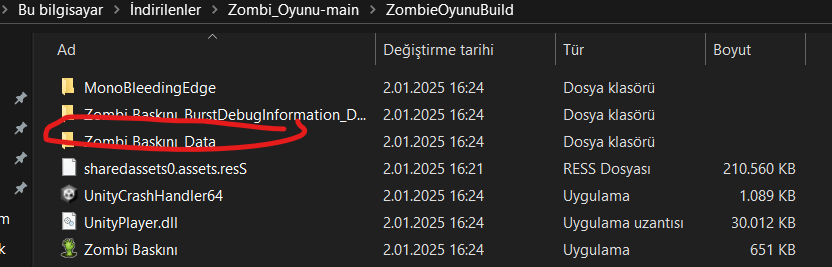 Bu bilgisayar > İndirilenler > Zombi_Oyunu-main > ZombieOyunuBuild
Ad Değiştirme tarihi Tür Boyut
MonoBleedingEdge 2.01.2025 16:24 Dosya klasörü
Zombi Baskını_BurstDebugInformation_D... 2.01.2025 16:24 Dosya klasörü
Zombi Baskını_Data 2.01.2025 16:24 Dosya klasörü
sharedassets0.assets.resS 2.01.2025 16:21 RESS Dosyası 210.560 KB
UnityCrashHandler64 2.01.2025 16:24 Uygulama 1.089 KB
UnityPlayer.dll 2.01.2025 16:24 Uygulama uzantısı 30.012 KB
m
Zombi Baskını 2.01.2025 16:24 Uygulama 651 KB
k